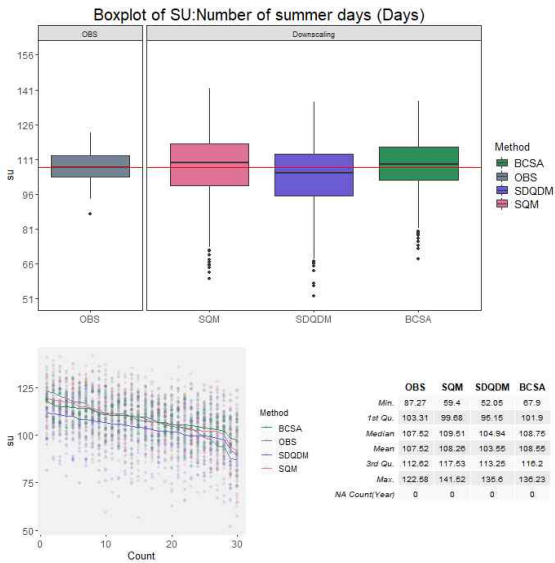 Boxplot of SU:Number of summer days (Days)
OBS
Downscaling
156
141
126
111
96
81
66
51
su
OBS
SQM
SDQDM
BCSA
Method
BCSA
OBS
SDQDM
SQM
125
100
75
50
su
0
10
20
30
Count
Method
BCSA
OBS
SDQDM
SQM
OBS SQM SDQDM BCSA
Min. 87.27 59.4 52.05 67.9
1st Qu. 103.31 99.68 95.15 101.9
Median 107.52 109.51 104.94 108.75
Mean 107.52 108.26 103.55 108.55
3rd Qu. 112.62 117.53 113.25 116.2
Max. 122.58 141.52 135.6 136.23
NA Count(Year) 0 0 0 0